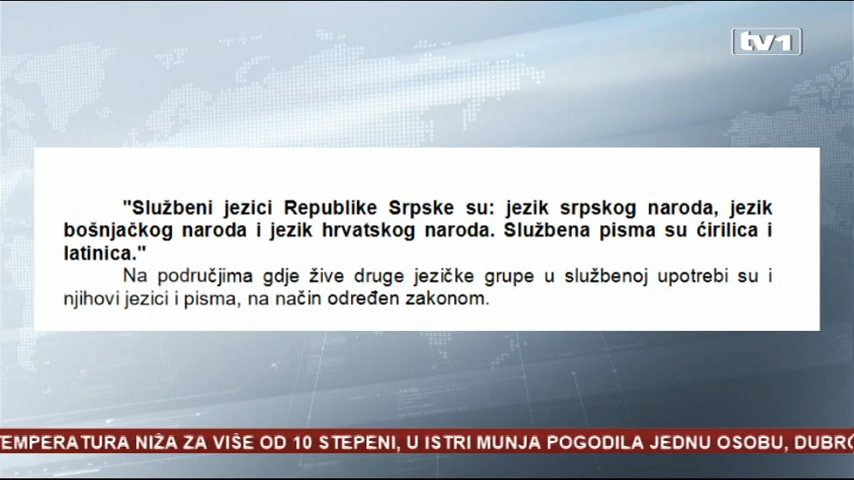 tv1
"Službeni jezici Republike Srpske su: jezik srpskog naroda, jezik
bošnjačkog naroda i jezik hrvatskog naroda. Službena pisma su ćirilica i
latinica."
Na područjima gdje žive druge jezičke grupe u službenoj upotrebi su i
njihovi jezici i pisma, na način određen zakonom.
TEMPERATURA NIŽA ZA VIŠE OD 10 STEPENI, U ISTRI MUNJA POGODILA JEDNU OSOBU,